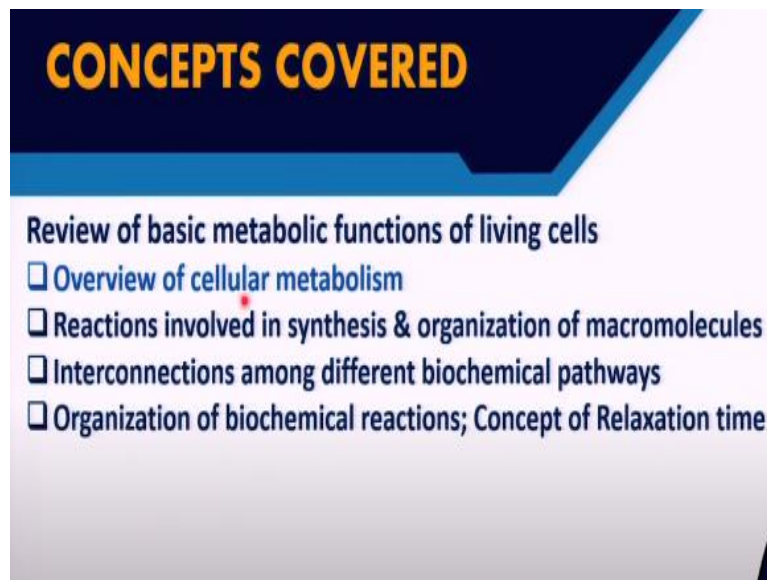 CONCEPTS COVERED
Review of basic metabolic functions of living cells
Overview of cellular metabolism
Reactions involved in synthesis & organization of macromolecules
Interconnections among different biochemical pathways
Organization of biochemical reactions; Concept of Relaxation time